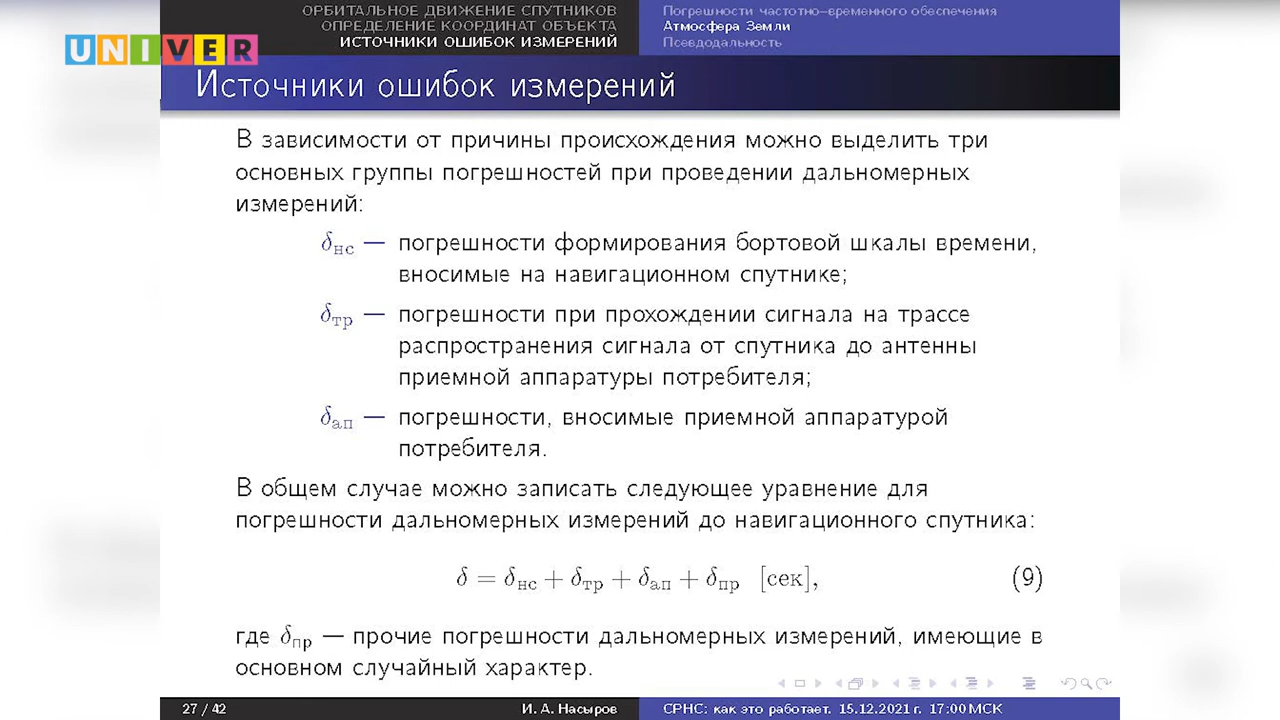 ОРБИТАЛЬНОЕ ДВИЖЕНИЕ СПУТНИКОВ
ОПРЕДЕЛЕНИЕ КООРДИНАТ ОБЪЕКТА
ИСТОЧНИКИ ОШИБОК ИЗМЕРЕНИЙ
Погрешности частотно–временного обеспечения
Атмосфера Земли
Псевдодальность
UNIVER
Источники ошибок измерений
В зависимости от причины происхождения можно выделить три
основных группы погрешностей при проведении дальномерных
измерений:
δнс — погрешности формирования бортовой шкалы времени,
вносимые на навигационном спутнике;
δтр — погрешности при прохождении сигнала на трассе
распространения сигнала от спутника до антенны
приемной аппаратуры потребителя;
δап — погрешности, вносимые приемной аппаратурой
потребителя.
В общем случае можно записать следующее уравнение для
погрешности дальномерных измерений до навигационного спутника:
δ = δнс + δтр + δап + δпр [сек], (9)
где δпр — прочие погрешности дальномерных измерений, имеющие в
основном случайный характер.
27 / 42 И. А. Насыров СРНС: как это работает. 15.12.2021 г. 17:00 МСК